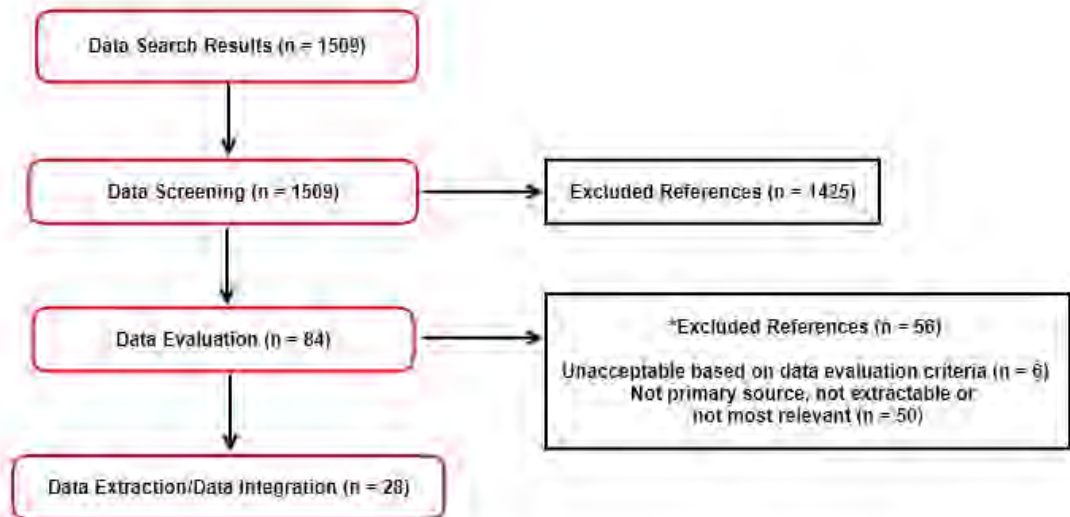 Data Search Results (n = 1509)
Data Screening (n = 1509)
Excluded References (n = 1425)
Data Evaluation (n = 84)
*Excluded References (n = 56)
Unacceptable based on data evaluation criteria (n = 6)
Not primary source, not extractable or
not most relevant (n = 50)
Data Extraction/Data Integration (n = 28)